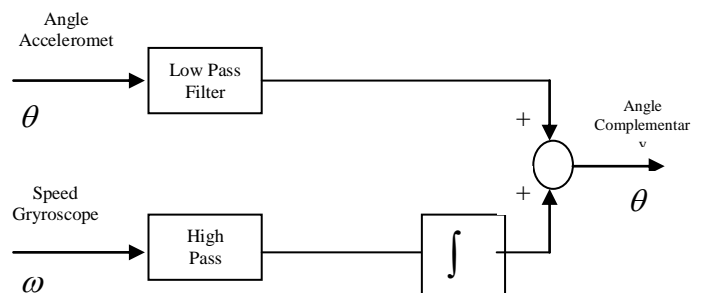 Angle
Acceleromet
θ
Low Pass
Filter
+
Angle
Complementar
y
θ
+
Speed
Gryroscope
ω
High
Pass
∫